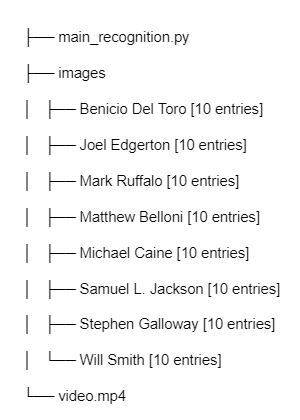 ├── main_recognition.py
├── images
│   ├── Benicio Del Toro [10 entries]
│   ├── Joel Edgerton [10 entries]
│   ├── Mark Ruffalo [10 entries]
│   ├── Matthew Belloni [10 entries]
│   ├── Michael Caine [10 entries]
│   ├── Samuel L. Jackson [10 entries]
│   ├── Stephen Galloway [10 entries]
│   └── Will Smith [10 entries]
└── video.mp4